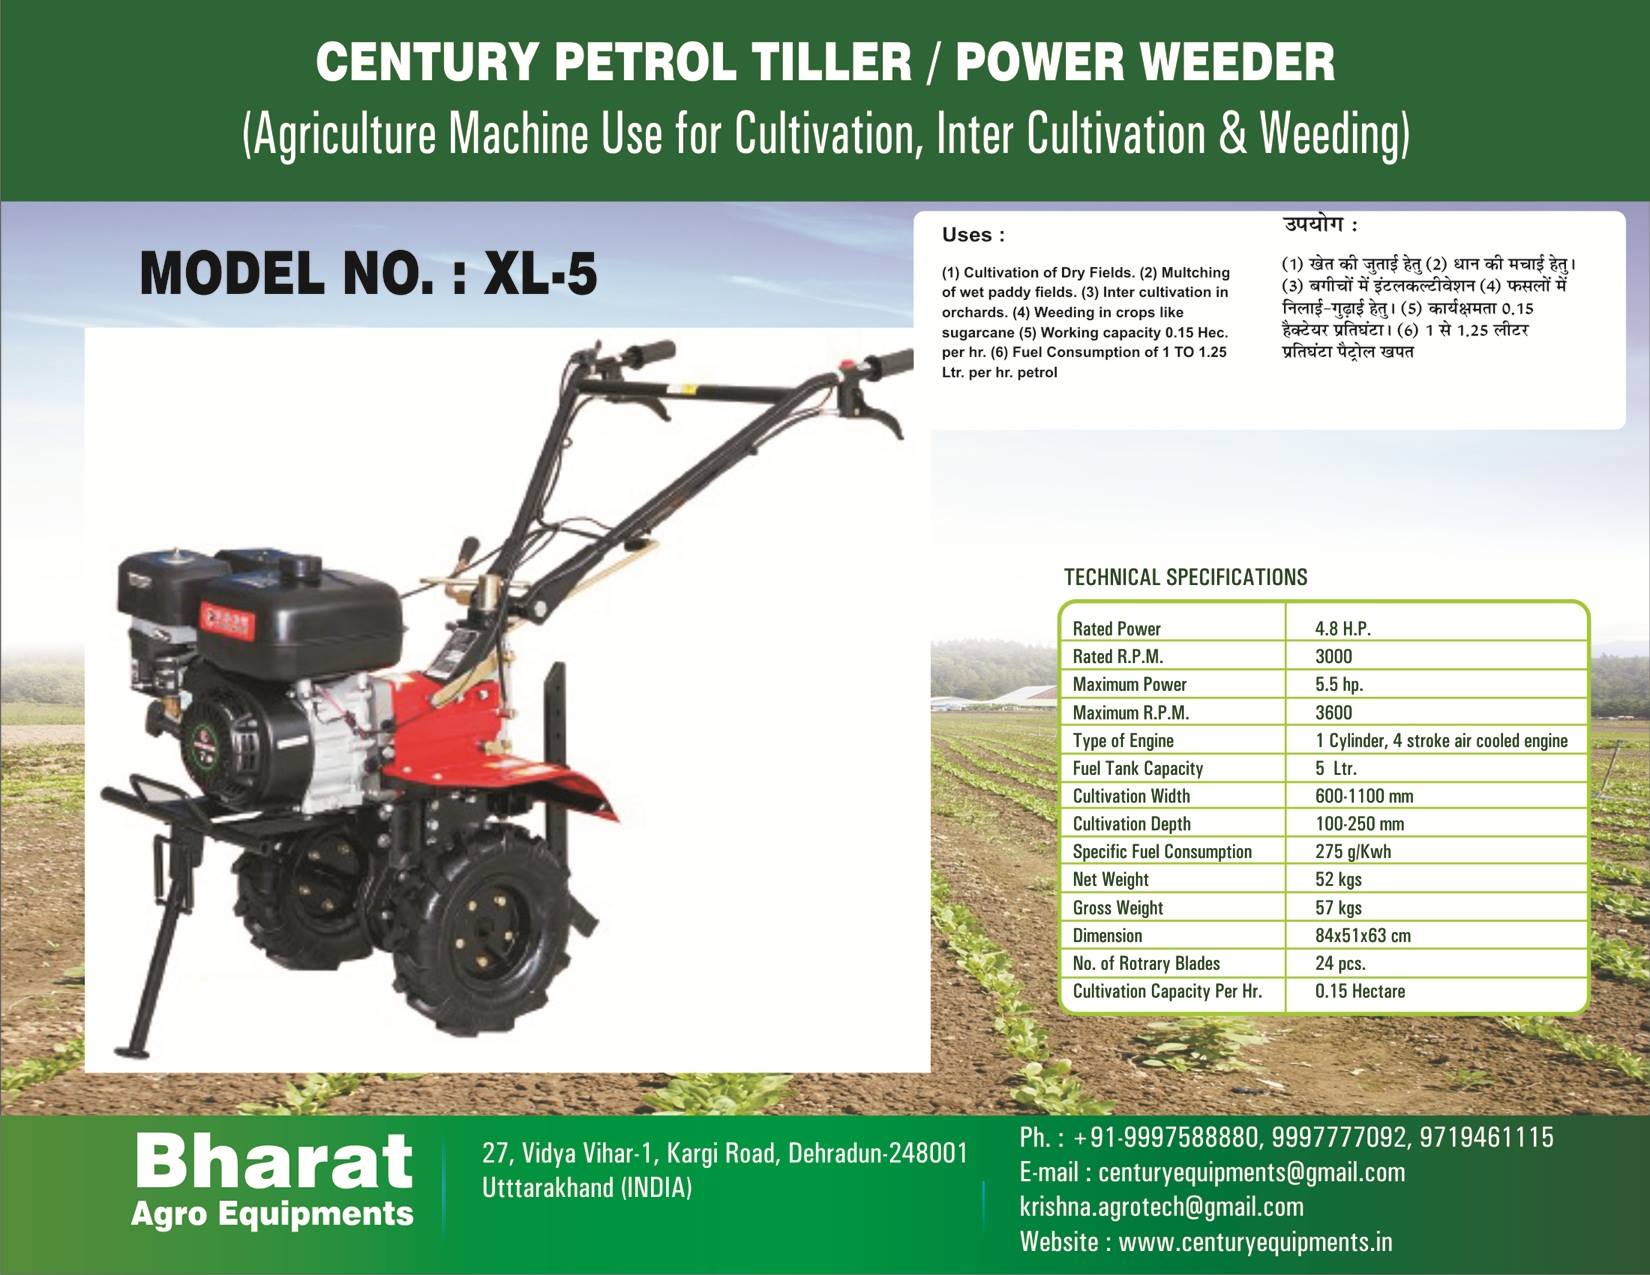 CENTURY PETROL TILLER / POWER WEEDER
(Agriculture Machine Use for Cultivation, Inter Cultivation & Weeding)
MODEL NO. : XL-5
Uses :
(1) Cultivation of Dry Fields. (2) Multching
of wet paddy fields. (3) Inter cultivation in
orchards. (4) Weeding in crops like
sugarcane (5) Working capacity 0.15 Hec.
per hr. (6) Fuel Consumption of 1 TO 1.25
Ltr. per hr. petrol
उपयोग :
(1) खेत की जुताई हेतु (2) धान की मचाई हेतु।
(3) बगीचों में इंटलकल्टीवेशन (4) फसलों में
निलाई-गुढ़ाई हेतु। (5) कार्यक्षमता 0.15
हैक्टेयर प्रतिघंटा। (6) 1 से 1.25 लीटर
प्रतिघंटा पैट्रोल खपत
TECHNICAL SPECIFICATIONS
Rated Power 4.8 H.P.
Rated R.P.M. 3000
Maximum Power 5.5 hp.
Maximum R.P.M. 3600
Type of Engine 1 Cylinder, 4 stroke air cooled engine
Fuel Tank Capacity 5 Ltr.
Cultivation Width 600-1100 mm
Cultivation Depth 100-250 mm
Specific Fuel Consumption 275 g/Kwh
Net Weight 52 kgs
Gross Weight 57 kgs
Dimension 84x51x63 cm
No. of Rotrary Blades 24 pcs.
Cultivation Capacity Per Hr. 0.15 Hectare
Bharat
Agro Equipments
27, Vidya Vihar-1, Kargi Road, Dehradun-248001
Utttarakhand (INDIA)
Ph. : +91-9997588880, 9997777092, 9719461115
E-mail : centuryequipments@gmail.com
krishna.agrotech@gmail.com
Website : www.centuryequipments.in